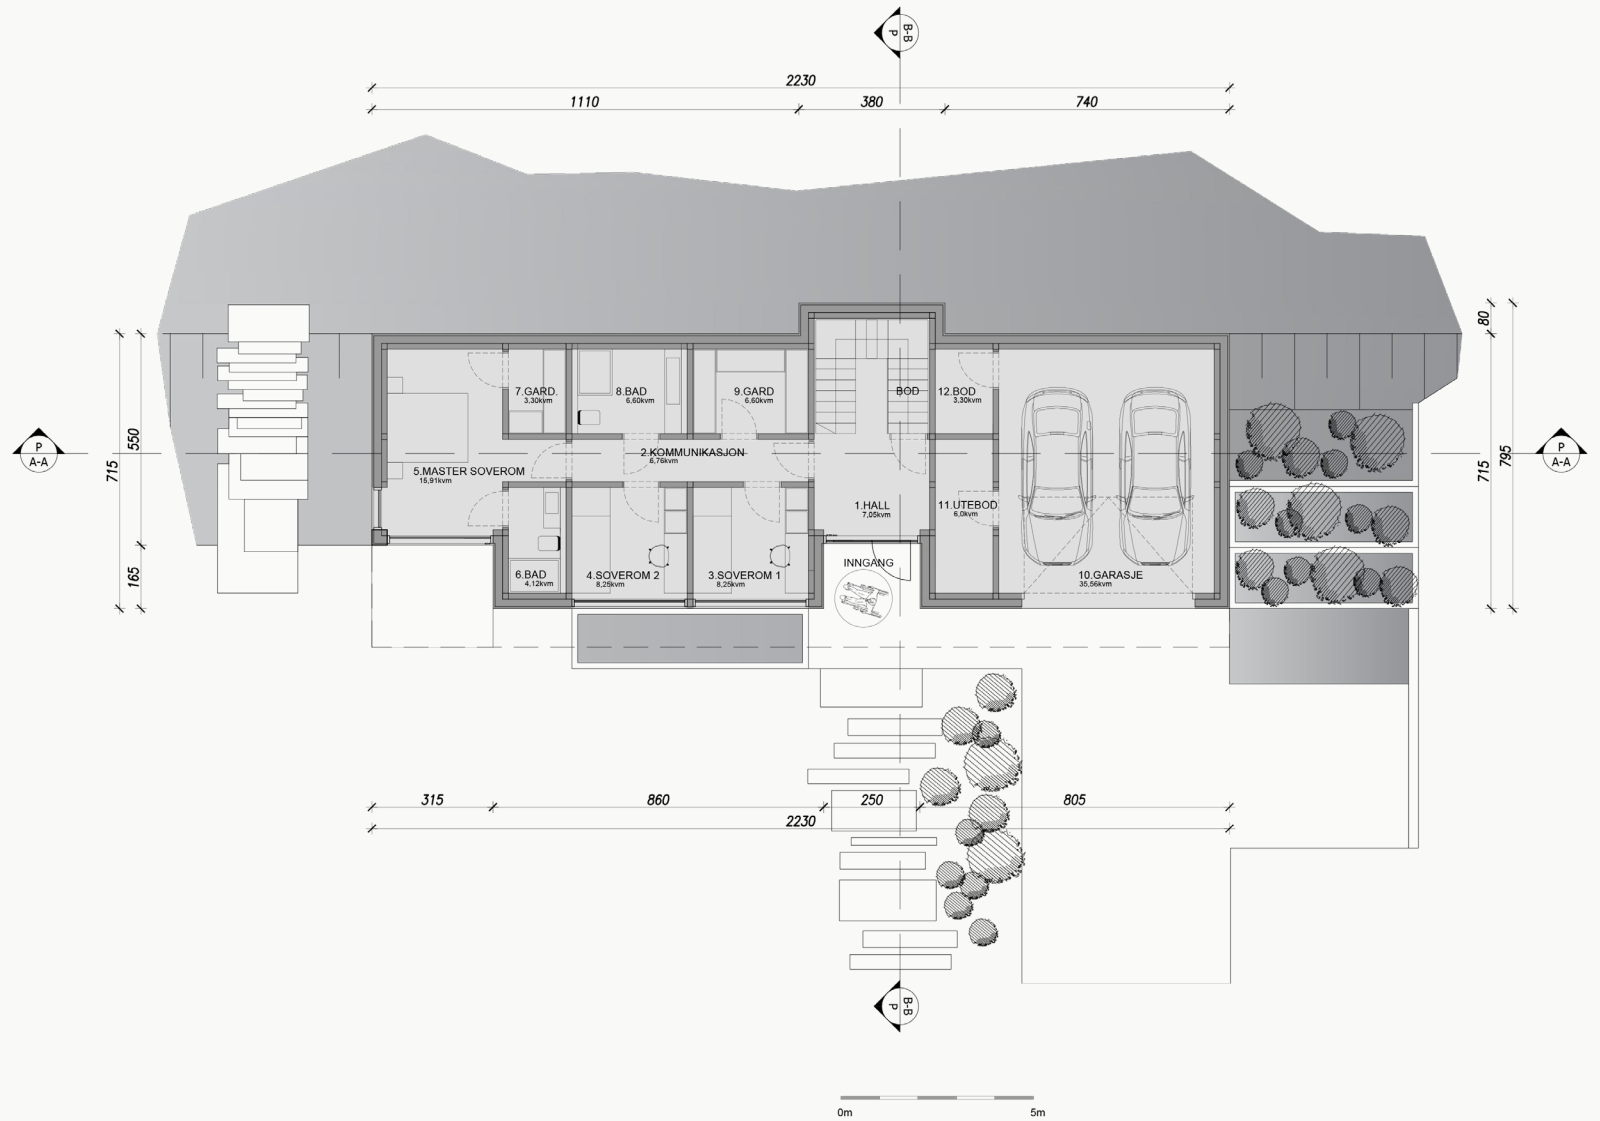 B-B
P
2230
1110
380
740
80
7.GARD.
3,30kvm
8.BAD
6,60kvm
9.GARD
6,60kvm
BOD
12.BOD
3,30kvm
P
A-A
550
715
165
2.KOMMUNIKASJON
6,76kvm
5.MASTER SOVEROM
15,91kvm
1.HALL
7,05kvm
11.UTEBOD
6,0kvm
715
795
P
A-A
INNGANG
6.BAD
4,12kvm
4.SOVEROM 2
8,25kvm
3.SOVEROM 1
8,25kvm
10.GARASJE
35,56kvm
315
860
250
805
2230
B-B
P
0m
5m